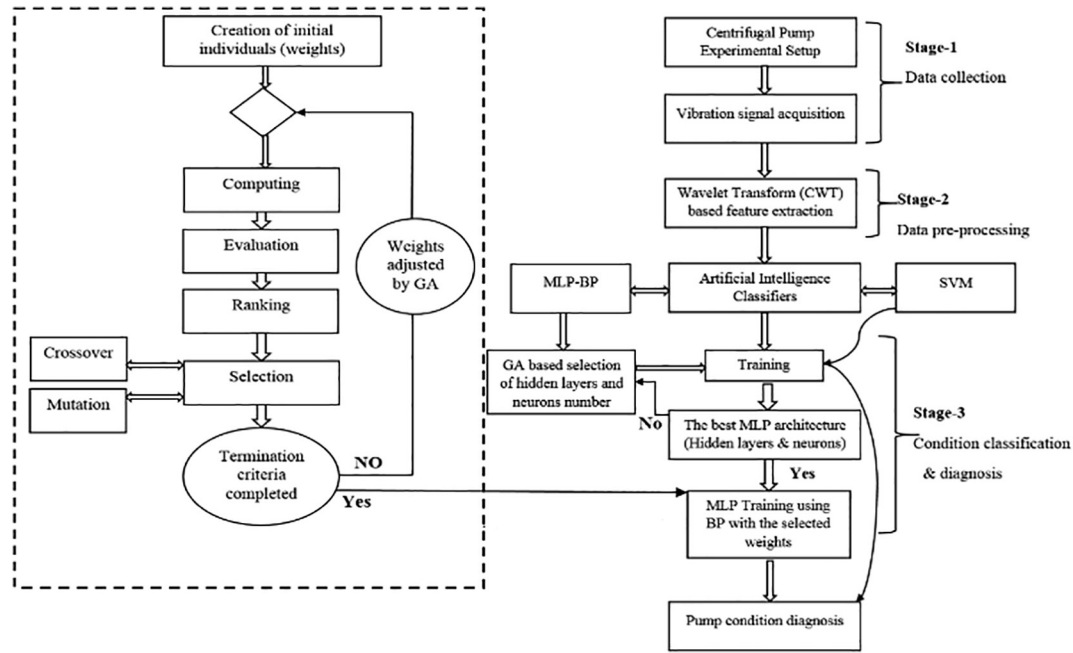 Creation of initial
individuals (weights)
Computing
Evaluation
Ranking
Crossover
Selection
Mutation
Termination
criteria
completed
NO
Yes
Weights
adjusted
by GA
Centrifugal Pump
Experimental Setup
Vibration signal acquisition
Stage-1
Data collection
Wavelet Transform (CWT)
based feature extraction
Stage-2
Data pre-processing
MLP-BP
Artificial Intelligence
Classifiers
SVM
GA based selection
of hidden layers and
neurons number
Training
No
The best MLP architecture
(Hidden layers & neurons)
Yes
MLP Training using
BP with the selected
weights
Stage-3
Condition classification
& diagnosis
Pump condition diagnosis